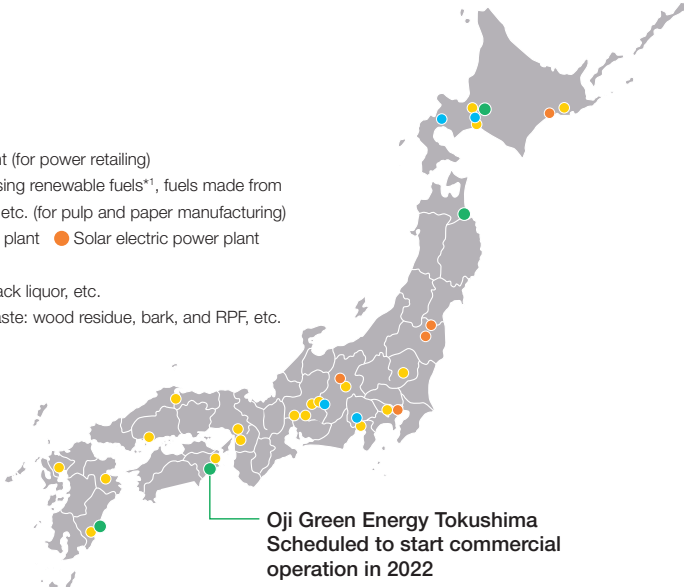 t (for power retailing)
sing renewable fuels*1, fuels made from
etc. (for pulp and paper manufacturing)
plant Solar electric power plant
ack liquor, etc.
aste: wood residue, bark, and RPF, etc.
Oji Green Energy Tokushima
Scheduled to start commercial
operation in 2022